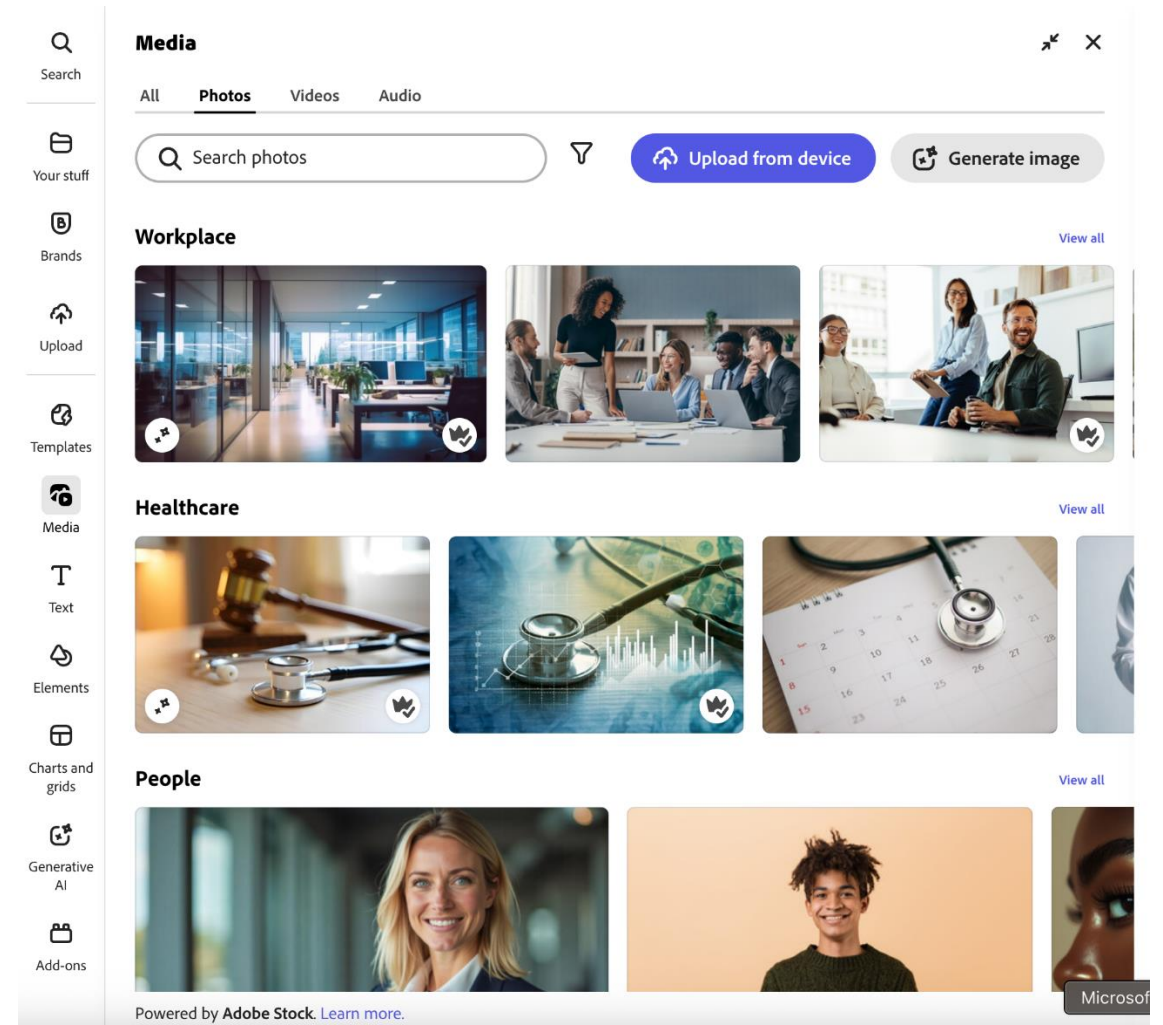 Search
Your stuff
B
Brands
Upload
Templates
Media
T
Text
Elements
Charts and
grids
Generative
AI
Add-ons
Media
All Photos Videos Audio
Search photos
Upload from device
Generate image
Workplace
View all
Healthcare
View all
People
View all
Powered by Adobe Stock. Learn more.
Microsof